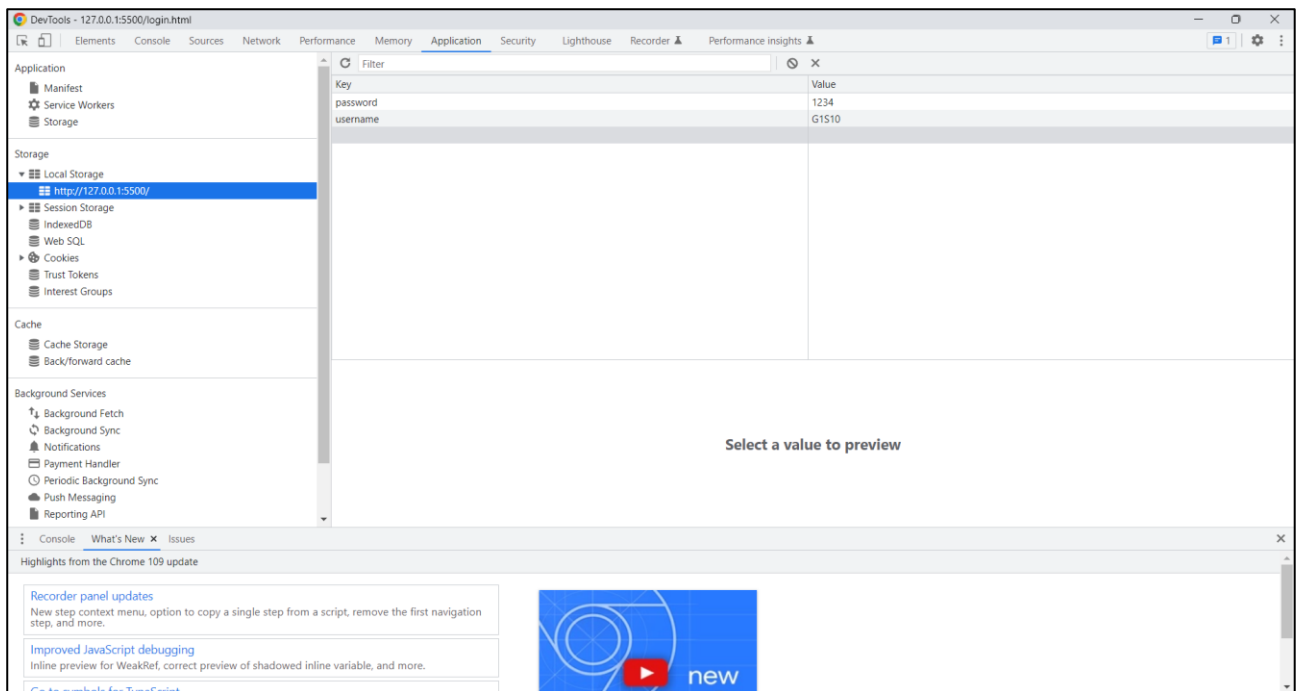 DevTools - 127.0.0.1:5500/login.html
Elements Console Sources Network Performance Memory Application Security Lighthouse Recorder Performance insights 1
Application
Manifest
Service Workers
Storage
Storage
Local Storage
http://127.0.0.1:5500/
Session Storage
IndexedDB
Web SQL
Cookies
Trust Tokens
Interest Groups
Cache
Cache Storage
Back/forward cache
Background Services
Background Fetch
Background Sync
Notifications
Payment Handler
Periodic Background Sync
Push Messaging
Reporting API
Filter
Key Value
password 1234
username G1S10
Select a value to preview
Console What's New Issues
Highlights from the Chrome 109 update
Recorder panel updates
New step context menu, option to copy a single step from a script, remove the first navigation
step, and more.
Improved JavaScript debugging
Inline preview for WeakRef, correct preview of shadowed inline variable, and more.
Go to symbols for TypeScript
new